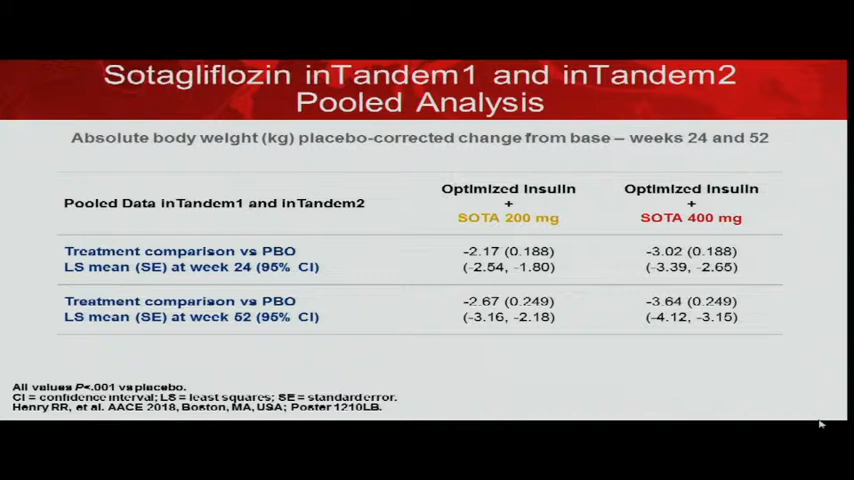 Sotagliflozin inTandem1 and inTandem2
Pooled Analysis
Absolute body weight (kg) placebo-corrected change from base – weeks 24 and 52
Pooled Data inTandem1 and inTandem2
Optimized Insulin
+
SOTA 200 mg
Optimized Insulin
+
SOTA 400 mg
Treatment comparison vs PBO
LS mean (SE) at week 24 (95% CI)
-2.17 (0.188)
(-2.54, -1.80)
-3.02 (0.188)
(-3.39, -2.65)
Treatment comparison vs PBO
LS mean (SE) at week 52 (95% CI)
-2.67 (0.249)
(-3.16, -2.18)
-3.64 (0.249)
(-4.12, -3.15)
All values P<.001 vs placebo.
CI = confidence interval; LS = least squares; SE = standard error.
Henry RR, et al. AACE 2018, Boston, MA, USA; Poster 1210LB.